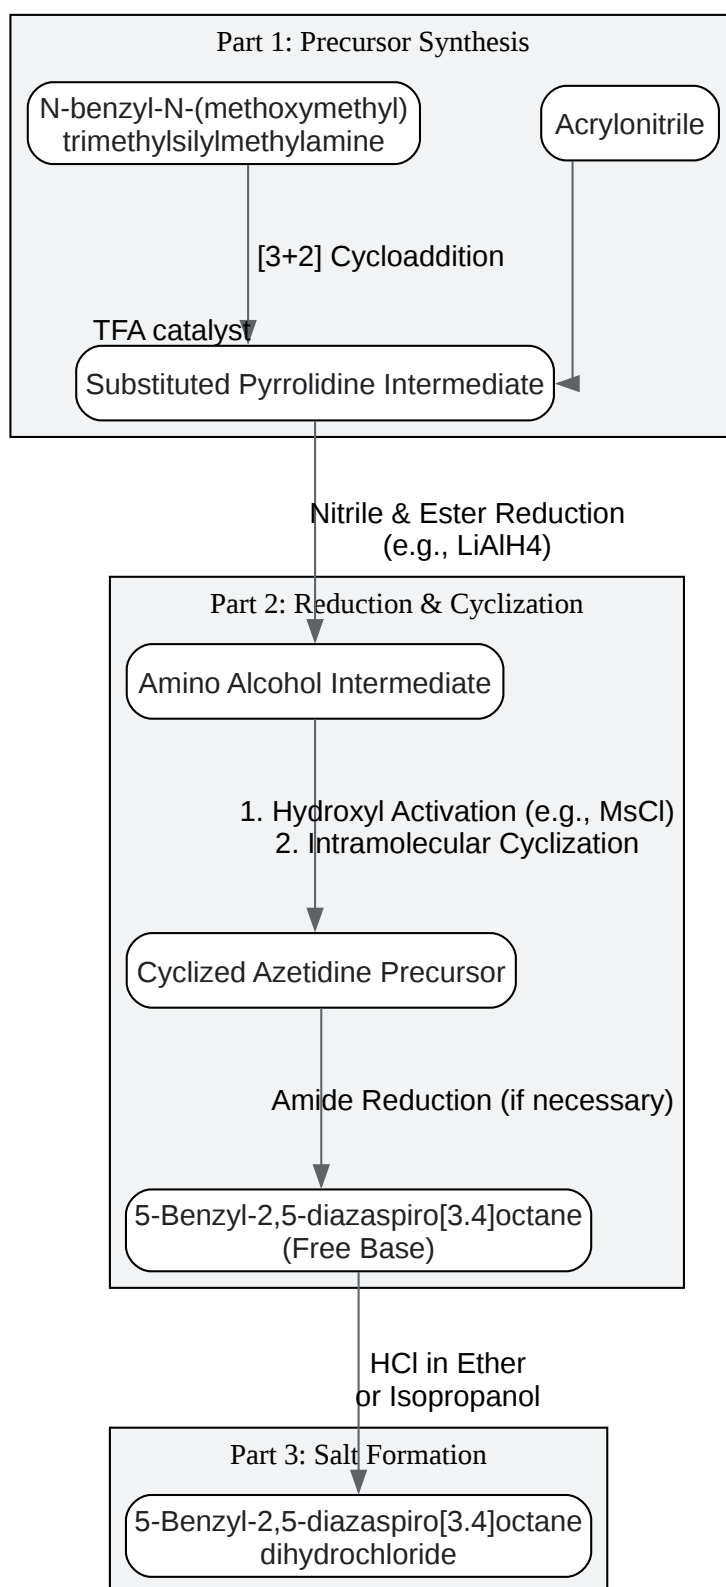 Part 1: Precursor Synthesis
N-benzyl-N-(methoxymethyl)
trimethylsilylmethylamine
Acrylonitrile
[3+2] Cycloaddition
TFA catalyst
Substituted Pyrrolidine Intermediate
Nitrile & Ester Reduction
(e.g., LiAlH4)
Part 2: Reduction & Cyclization
Amino Alcohol Intermediate
1. Hydroxyl Activation (e.g., MsCl)
2. Intramolecular Cyclization
Cyclized Azetidine Precursor
Amide Reduction (if necessary)
5-Benzyl-2,5-diazaspiro[3.4]octane
(Free Base)
HCl in Ether
or Isopropanol
Part 3: Salt Formation
5-Benzyl-2,5-diazaspiro[3.4]octane
dihydrochloride